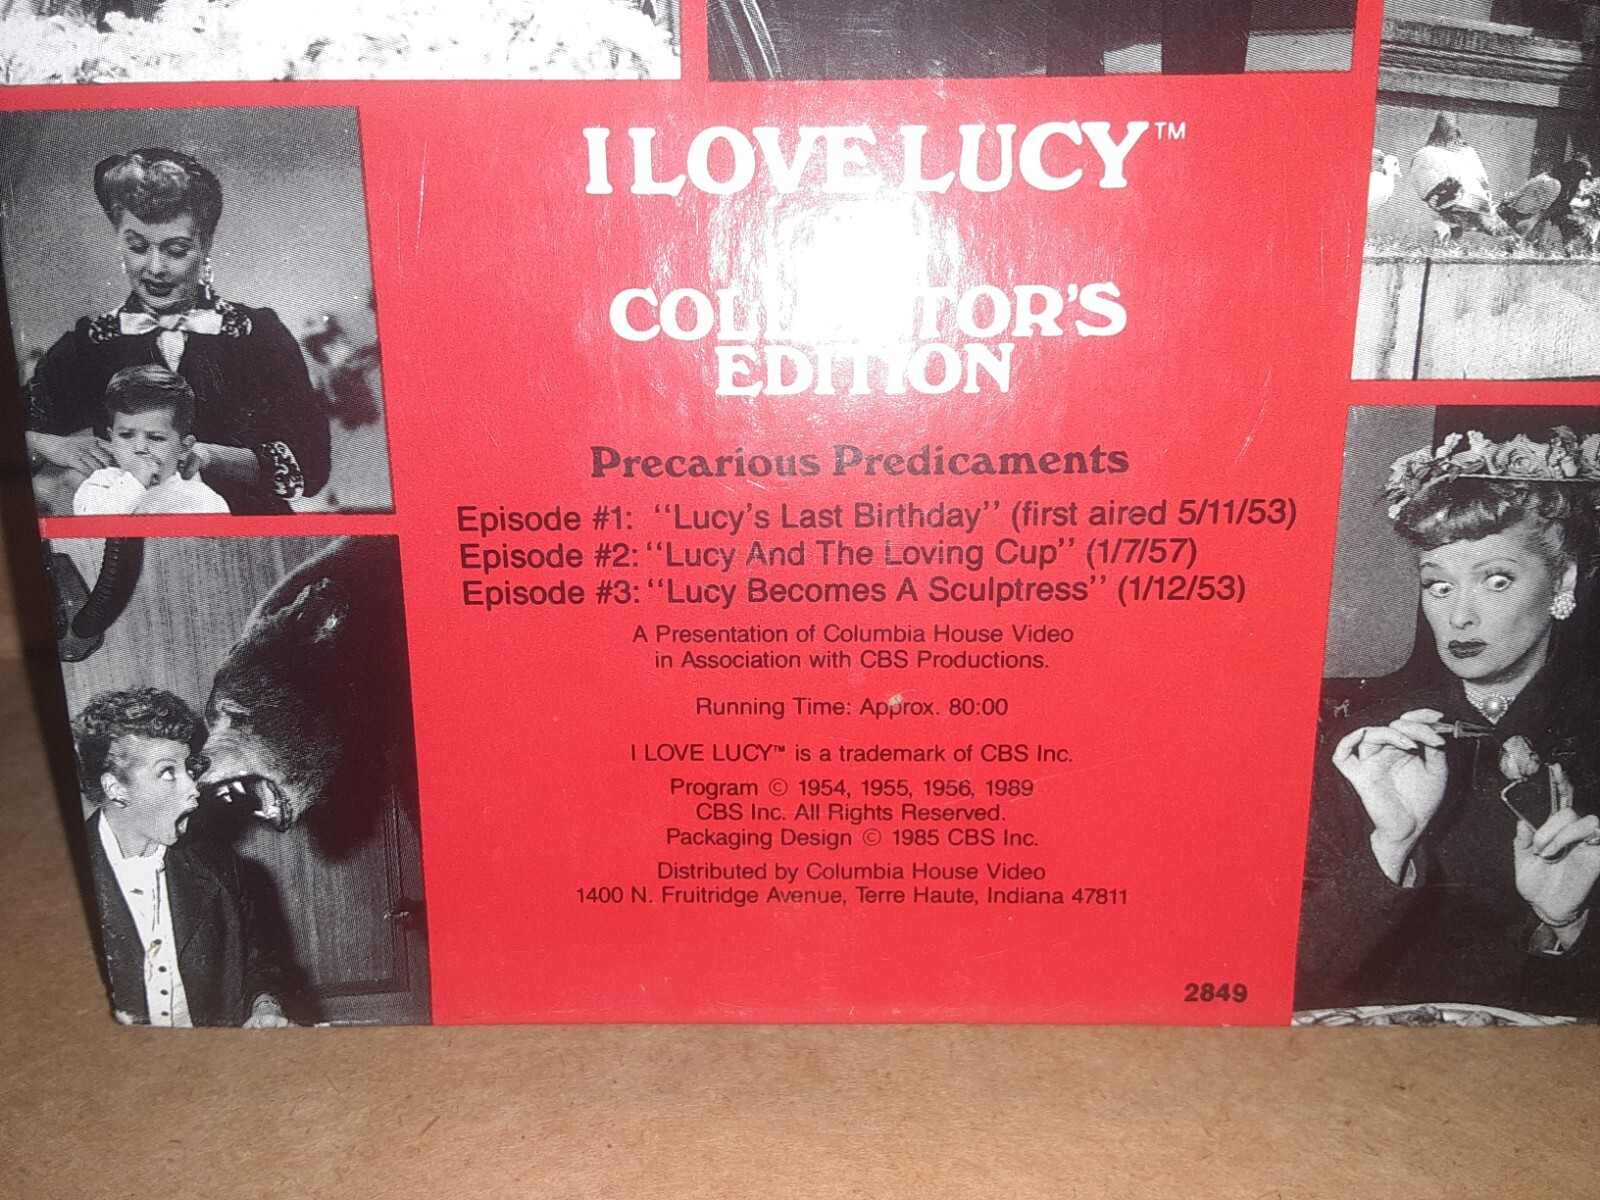 I LOVE LUCY™
COLLECTOR'S
EDITION
Precarious Predicaments
Episode #1: "Lucy's Last Birthday" (first aired 5/11/53)
Episode #2: "Lucy And The Loving Cup" (1/7/57)
Episode #3: "Lucy Becomes A Sculptress" (1/12/53)
A Presentation of Columbia House Video
in Association with CBS Productions.
Running Time: Approx. 80:00
I LOVE LUCY™ is a trademark of CBS Inc.
Program © 1954, 1955, 1956, 1989
CBS Inc. All Rights Reserved.
Packaging Design © 1985 CBS Inc.
Distributed by Columbia House Video
1400 N. Fruitridge Avenue, Terre Haute, Indiana 47811
2849